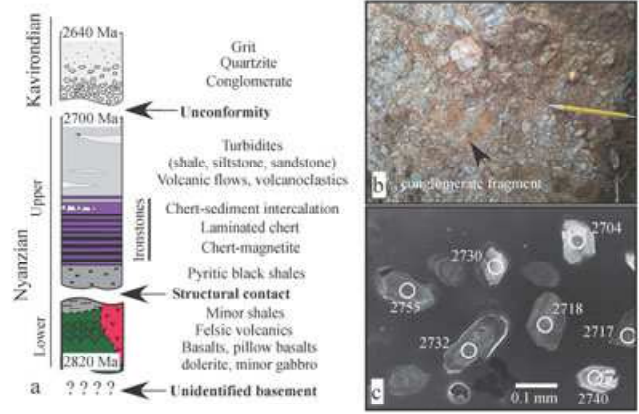 2640 Ma
Kavirondian
Grit
Quartzite
Conglomerate
Unconformity
2700 Ma
Nyanzian
Upper
Turbidites
(shale, siltstone, sandstone)
Volcanic flows, volcanoclastics
Ironstones
Chert-sediment intercalation
Laminated chert
Chert-magnetite
Pyritic black shales
Structural contact
Lower
Minor shales
Felsic volcanics
Basalts, pillow basalts
dolerite, minor gabbro
2820 Ma
a
? ? ? ?
Unidentified basement
b
conglomerate fragment
2704
2730
2755
2718
2717
2732
2740
0.1 mm
c